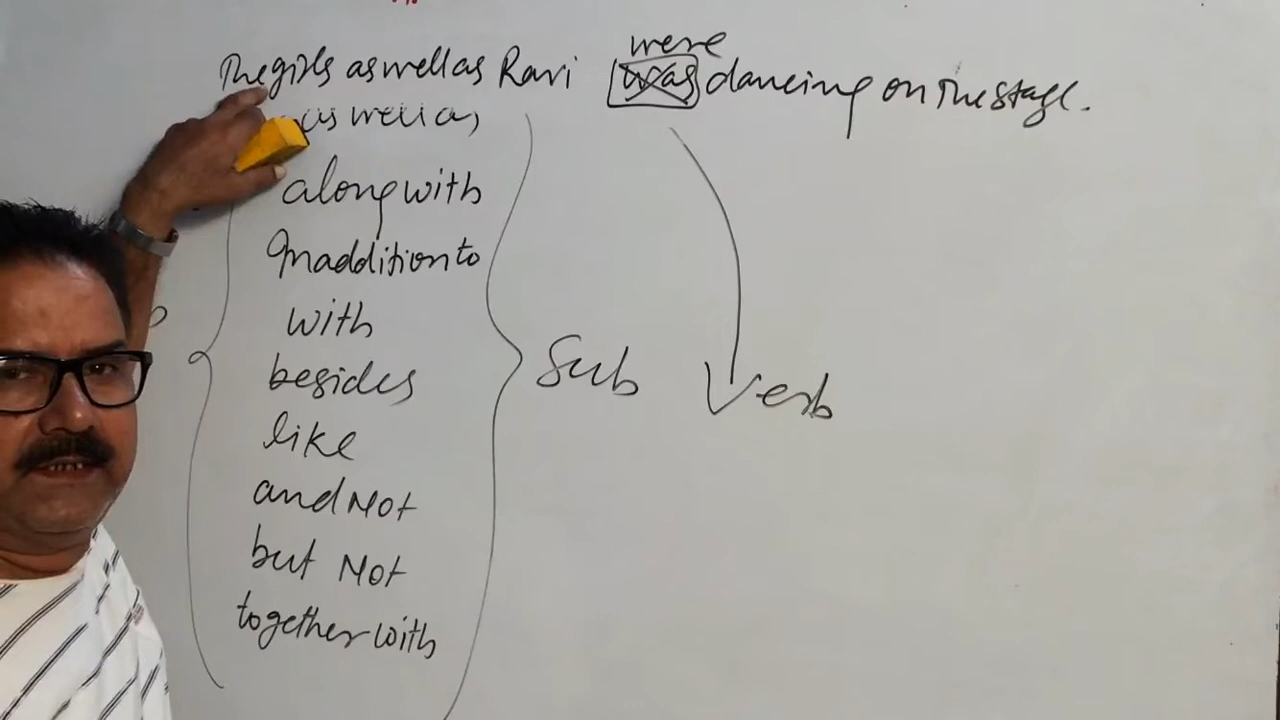 were
The girls as well as Ravi was dancing on the stage.
as well as
along with
In addition to
with
besides
Sub Verb
like
and Not
but Not
together with